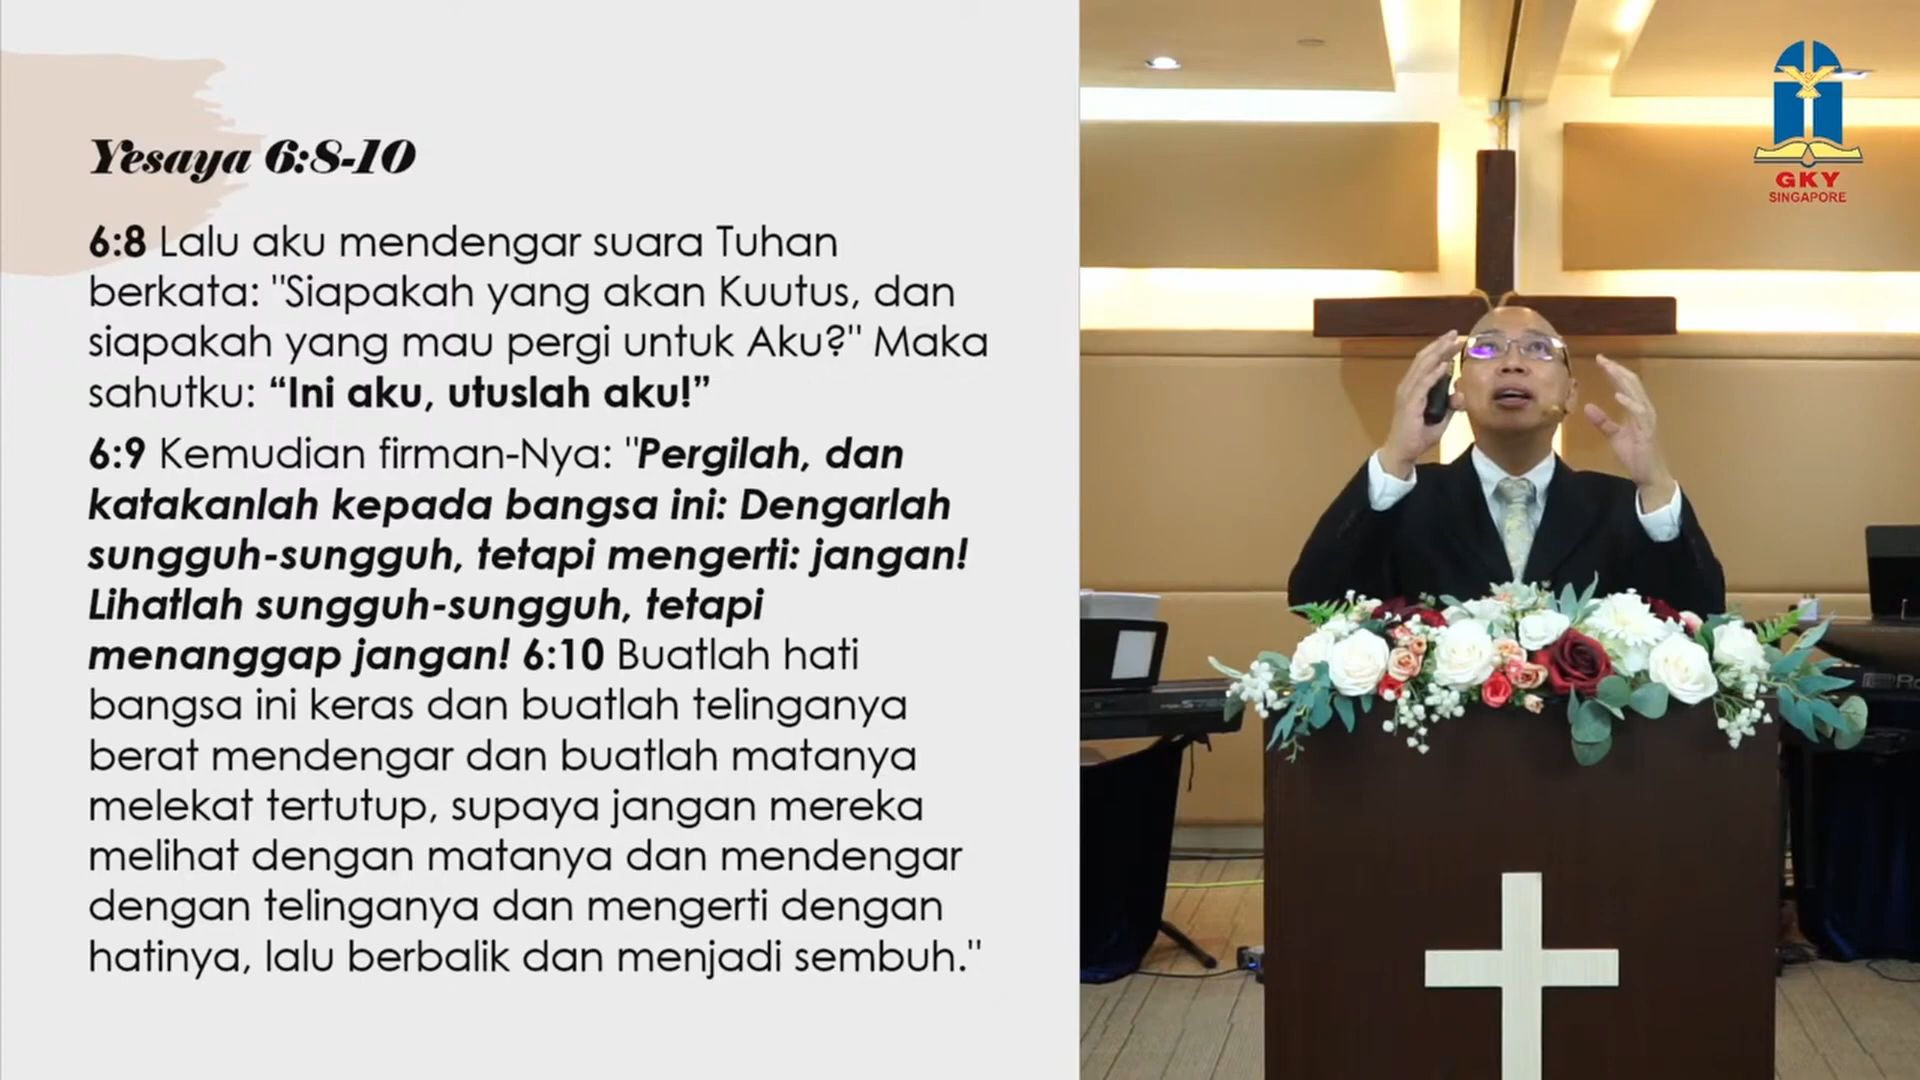 Yesaya 6:8-10
6:8 Lalu aku mendengar suara Tuhan
berkata: "Siapakah yang akan Kuutus, dan
siapakah yang mau pergi untuk Aku?" Maka
sahutku: “Ini aku, utuslah aku!”
6:9 Kemudian firman-Nya: "Pergilah, dan
katakanlah kepada bangsa ini: Dengarlah
sungguh-sungguh, tetapi mengerti: jangan!
Lihatlah sungguh-sungguh, tetapi
menanggap jangan! 6:10 Buatlah hati
bangsa ini keras dan buatlah telinganya
berat mendengar dan buatlah matanya
melekat tertutup, supaya jangan mereka
melihat dengan matanya dan mendengar
dengan telinganya dan mengerti dengan
hatinya, lalu berbalik dan menjadi sembuh."
GKY
SINGAPORE